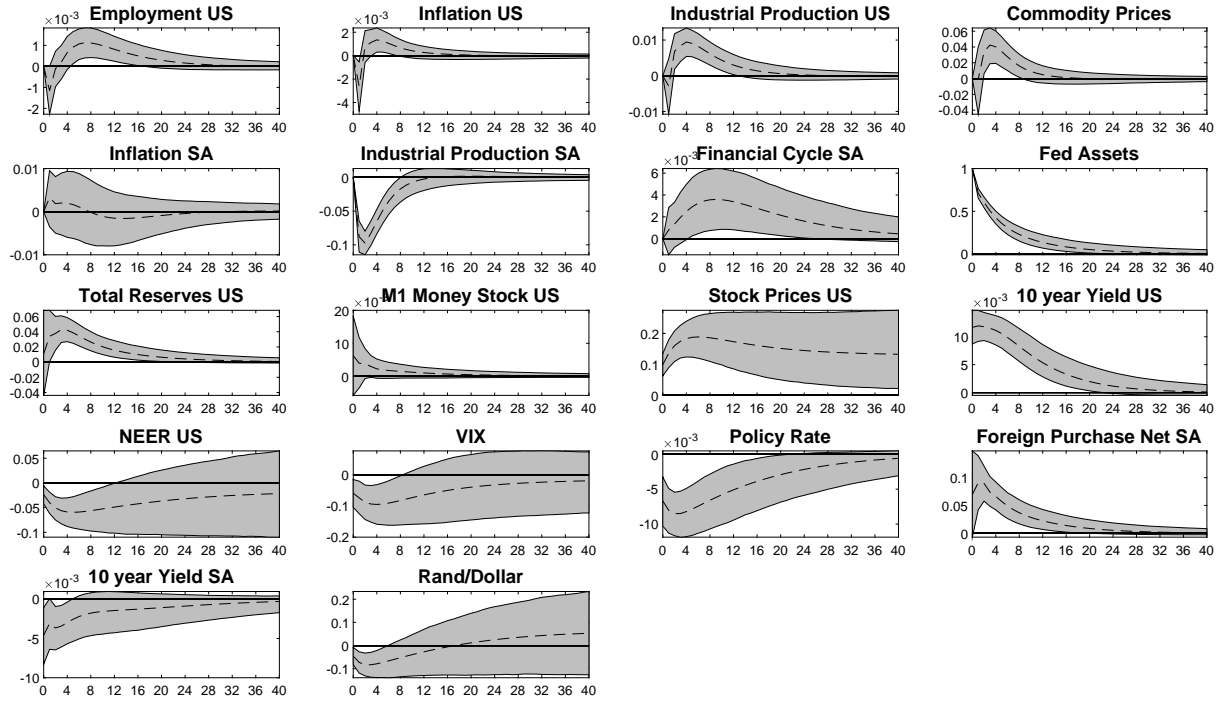 ×10⁻³ Employment US
1
0
-1
-2
0 4 8 12 16 20 24 28 32 36 40
×10⁻³ Inflation US
2
0
-2
-4
0 4 8 12 16 20 24 28 32 36 40
Industrial Production US
0.01
0
-0.01
0 4 8 12 16 20 24 28 32 36 40
Commodity Prices
0.06
0.04
0.02
0
-0.02
-0.04
0 4 8 12 16 20 24 28 32 36 40
Inflation SA
0.01
0
-0.01
0 4 8 12 16 20 24 28 32 36 40
Industrial Production SA
0
-0.05
-0.1
0 4 8 12 16 20 24 28 32 36 40
×10⁻³ Financial Cycle SA
6
4
2
0
0 4 8 12 16 20 24 28 32 36 40
Fed Assets
1
0.5
0
0 4 8 12 16 20 24 28 32 36 40
Total Reserves US
0.06
0.04
0.02
0
-0.02
-0.04
0 4 8 12 16 20 24 28 32 36 40
×10 M1 Money Stock US
20
10
0
0 4 8 12 16 20 24 28 32 36 40
Stock Prices US
0.2
0.1
0
0 4 8 12 16 20 24 28 32 36 40
×10⁻³ 10 year Yield US
10
5
0
0 4 8 12 16 20 24 28 32 36 40
NEER US
0.05
0
-0.05
-0.1
0 4 8 12 16 20 24 28 32 36 40
VIX
0
-0.1
-0.2
0 4 8 12 16 20 24 28 32 36 40
×10⁻³ Policy Rate
0
-5
-10
0 4 8 12 16 20 24 28 32 36 40
Foreign Purchase Net SA
0.1
0.05
0
0 4 8 12 16 20 24 28 32 36 40
×10⁻³ 10 year Yield SA
0
-5
-10
0 4 8 12 16 20 24 28 32 36 40
Rand/Dollar
0.2
0.1
0
-0.1
0 4 8 12 16 20 24 28 32 36 40